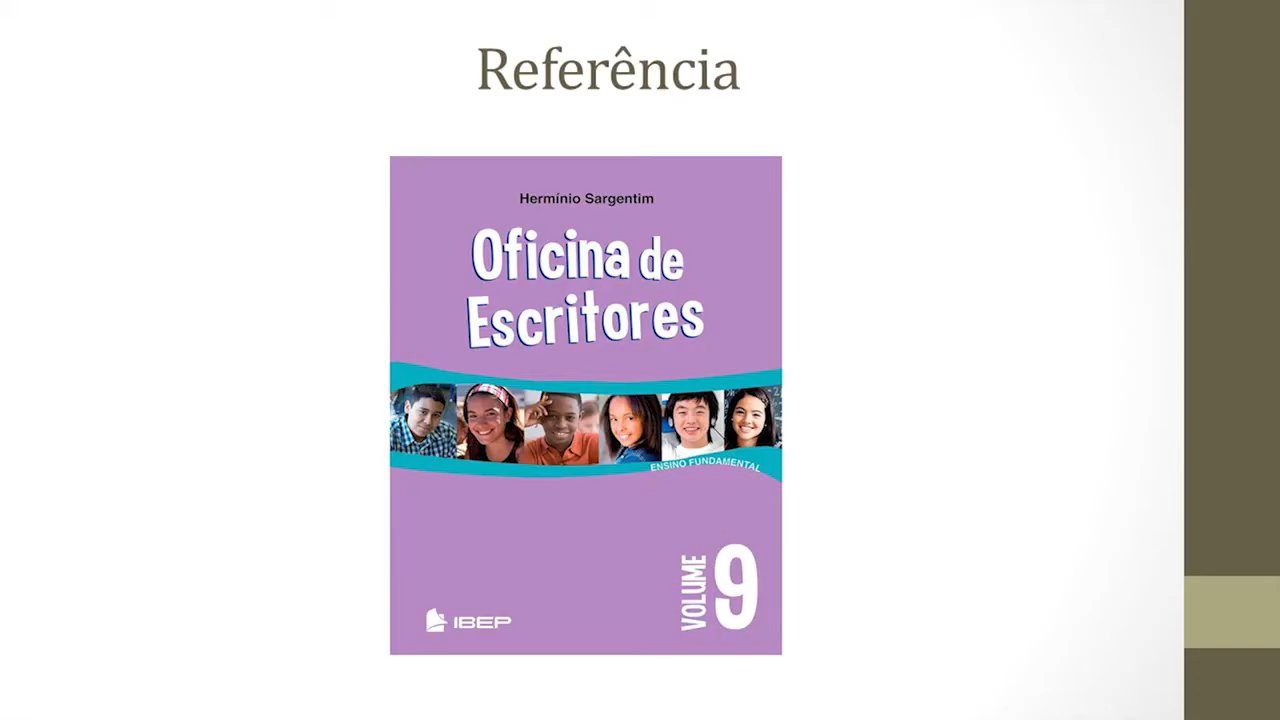 Referência
Hermínio Sargentim
Oficina de
Escritores
ENSINO FUNDAMENTAL
VOLUME 9
IBEP